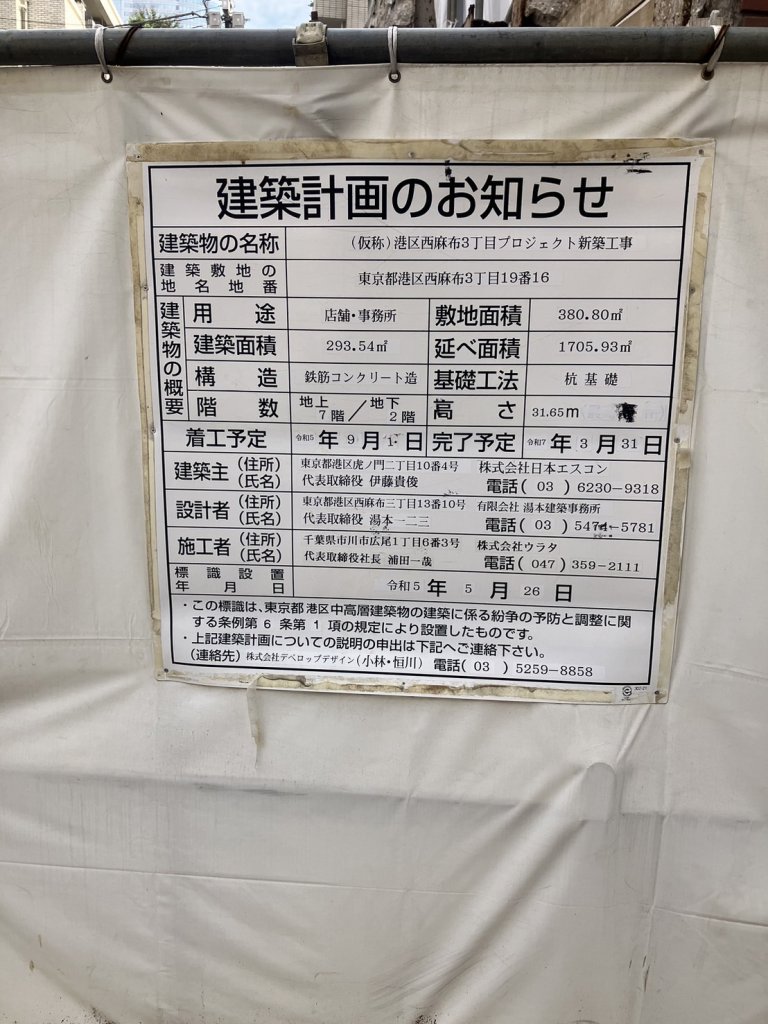 建築計画のお知らせ
建築物の名称 (仮称)港区西麻布3丁目プロジェクト新築工事
建築敷地の地名地番 東京都港区西麻布3丁目19番16
建築物の概要
用途 店舗・事務所 敷地面積 380.80㎡
建築面積 293.54㎡ 延べ面積 1705.93㎡
構造 鉄筋コンクリート造 基礎工法 杭基礎
階数 地上7階/地下2階 高さ 31.65m
着工予定 令和5年9月1日 完了予定 令和7年3月31日
建築主(住所)(氏名) 東京都港区虎ノ門二丁目10番4号 株式会社日本エスコン
代表取締役 伊藤貴俊 電話(03)6230-9318
設計者(住所)(氏名) 東京都港区西麻布三丁目13番10号 有限会社 湯本建築事務所
代表取締役 湯本一二三 電話(03)5474-5781
施工者(住所)(氏名) 千葉県市川市広尾1丁目6番3号 株式会社ウラタ
代表取締役社長 浦田一哉 電話(047)359-2111
標識設置年月日 令和5年5月26日
・この標識は、東京都港区中高層建築物の建築に係る紛争の予防と調整に関
する条例第6条第1項の規定により設置したものです。
・上記建築計画についての説明の申出は下記へご連絡下さい。
(連絡先)株式会社デベロップデザイン(小林・恒川) 電話(03)5259-8858